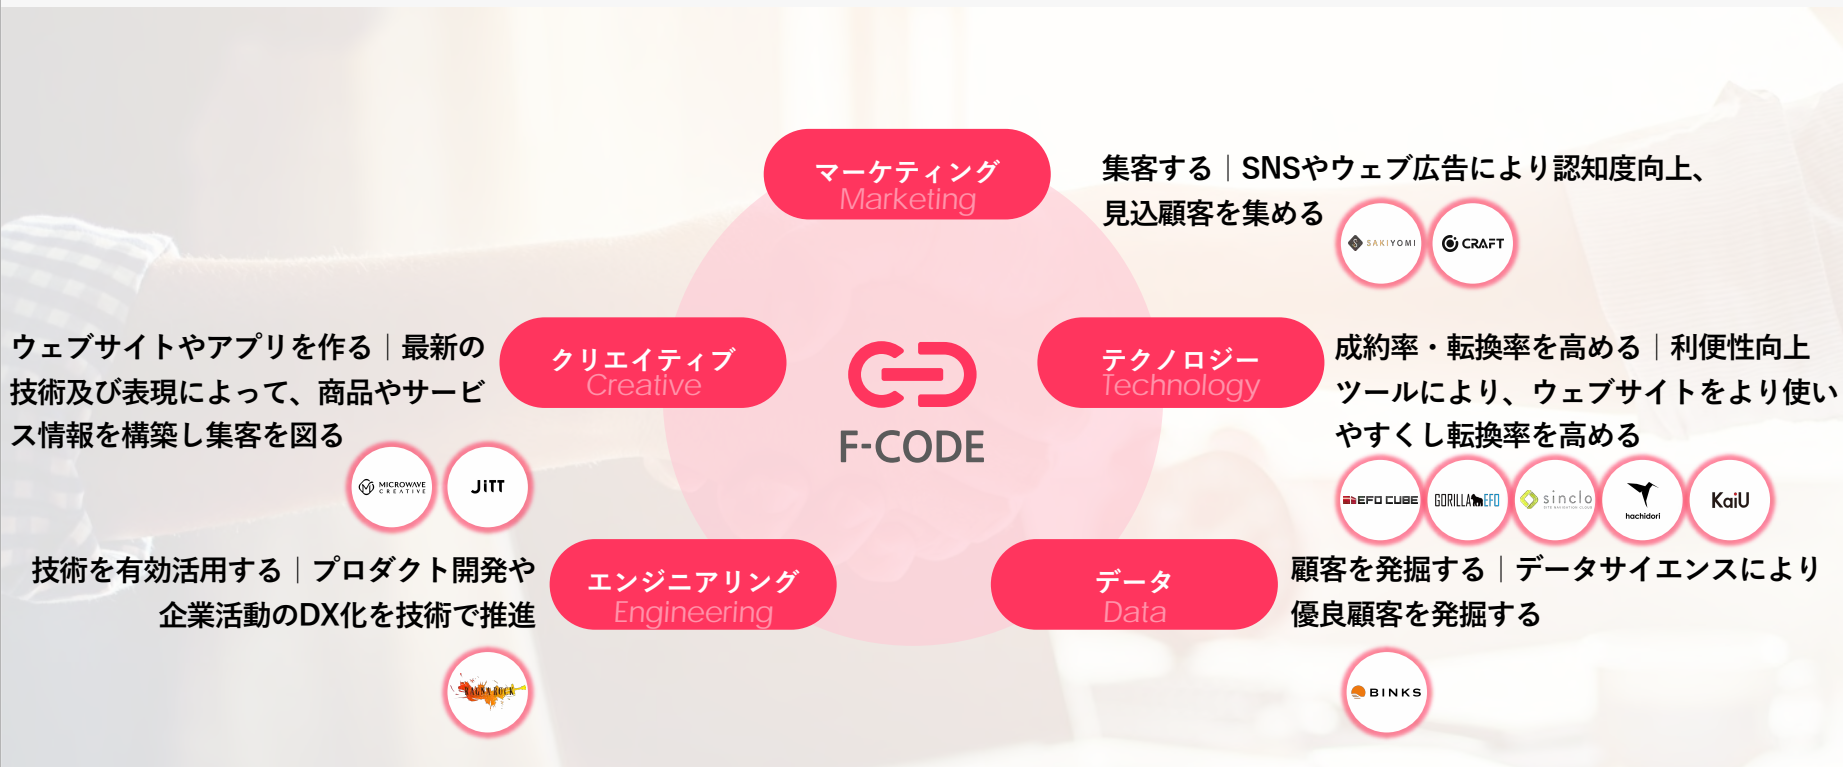 マーケティング
Marketing
集客する｜SNSやウェブ広告により認知度向上、
見込顧客を集める
SAKIYOMI
CRAFT
ウェブサイトやアプリを作る｜最新の
技術及び表現によって、商品やサービ
ス情報を構築し集客を図る
MICROWAVE
CREATIVE
JiTT
クリエイティブ
Creative
F-CODE
テクノロジー
Technology
成約率・転換率を高める｜利便性向上
ツールにより、ウェブサイトをより使い
やすくし転換率を高める
EFO CUBE
GORILLA EFO
sinclo
SITE NAVIGATION CLOUD
hachidori
KaiU
技術を有効活用する｜プロダクト開発や
企業活動のDX化を技術で推進
RAGNAROCK
エンジニアリング
Engineering
データ
Data
顧客を発掘する｜データサイエンスにより
優良顧客を発掘する
BINKS